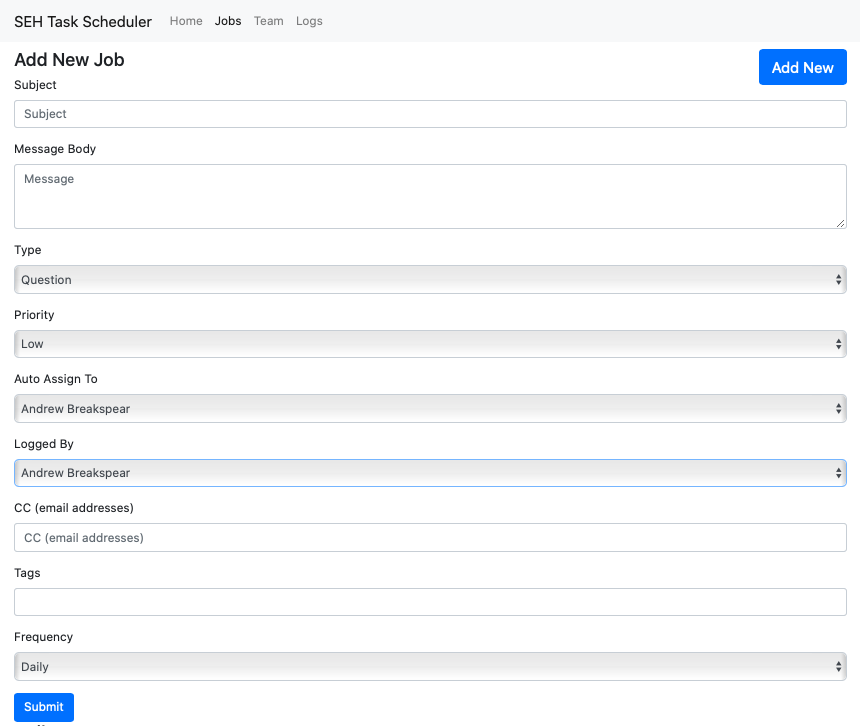 SEH Task Scheduler Home Jobs Team Logs
Add New Job
Add New
Subject
Subject
Message Body
Message
Type
Question
Priority
Low
Auto Assign To
Andrew Breakspear
Logged By
Andrew Breakspear
CC (email addresses)
CC (email addresses)
Tags
Frequency
Daily
Submit